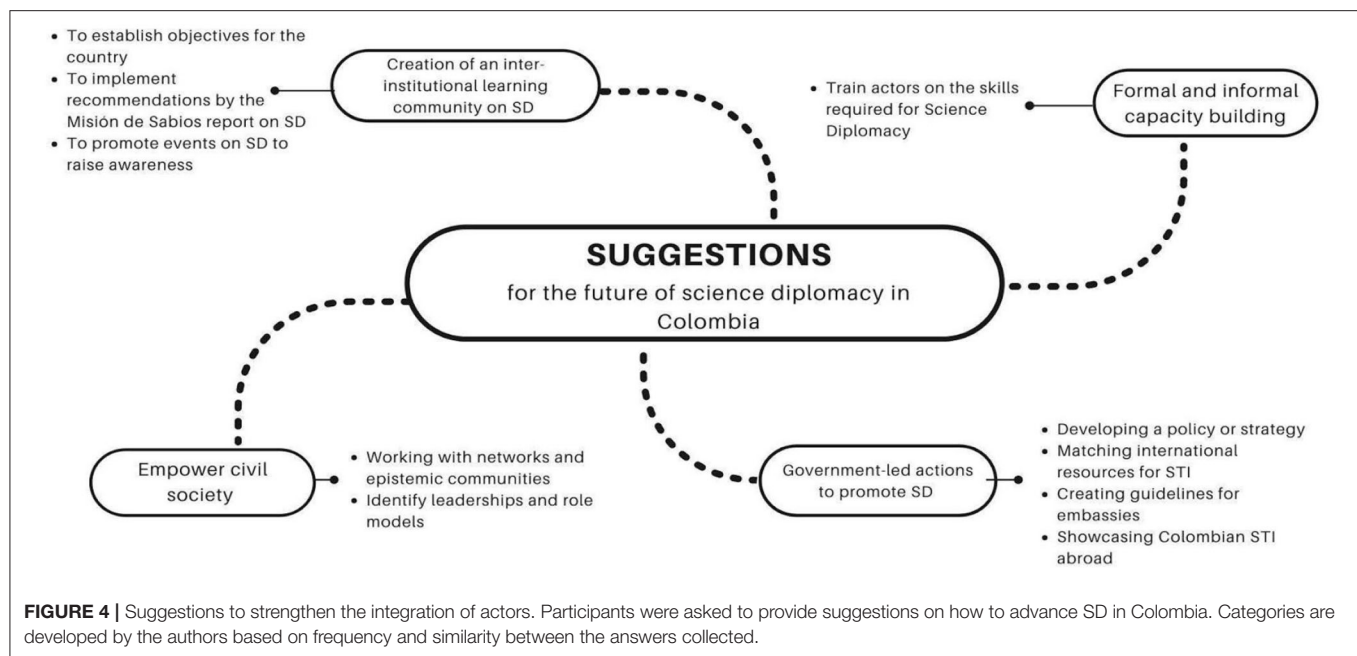 • To establish objectives for the
country
• To implement
recommendations by the
Misión de Sabios report on SD
• To promote events on SD to
raise awareness
Creation of an inter-
institutional learning
community on SD
• Train actors on the skills
required for Science
Diplomacy
Formal and informal
capacity building
SUGGESTIONS
for the future of science diplomacy in
Colombia
Empower civil
society
• Working with networks and
epistemic communities
• Identify leaderships and role
models
Government-led actions
to promote SD
• Developing a policy or strategy
• Matching international
resources for STI
• Creating guidelines for
embassies
• Showcasing Colombian STI
abroad
FIGURE 4 | Suggestions to strengthen the integration of actors. Participants were asked to provide suggestions on how to advance SD in Colombia. Categories are
developed by the authors based on frequency and similarity between the answers collected.